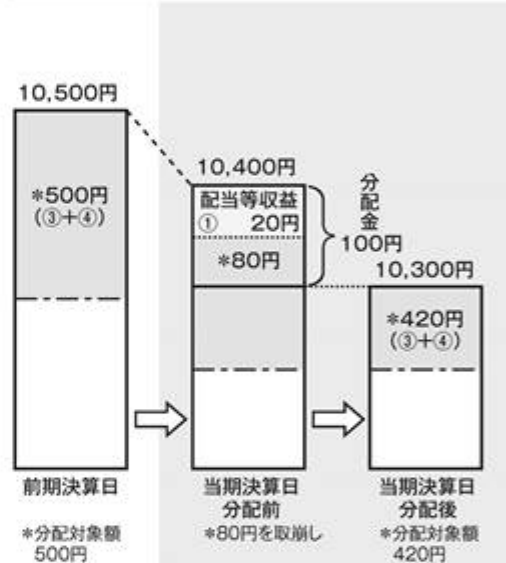 10,500円
*500円
(③+④)
前期決算日
*分配対象額
500円
10,400円
配当等収益
① 20円
*80円
分配金
100円
当期決算日
分配前
*80円を取崩し
10,300円
*420円
(③+④)
当期決算日
分配後
*分配対象額
420円